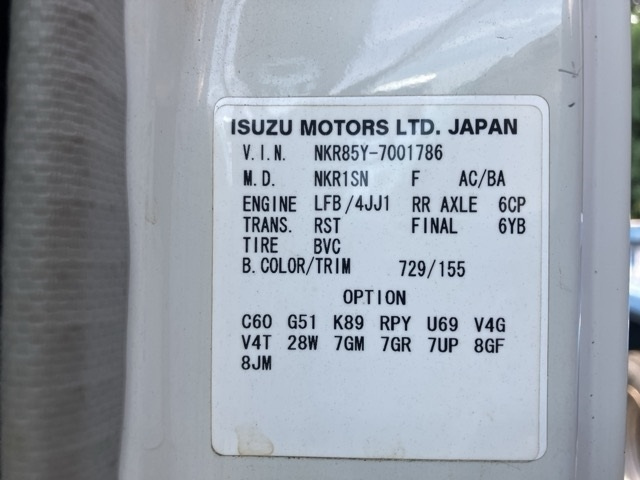 ISUZU MOTORS LTD. JAPAN
V.I.N. NKR85Y-7001786
M.D. NKR1SN F AC/BA
ENGINE LFB/4JJ1 RR AXLE 6CP
TRANS. RST FINAL 6YB
TIRE BVC
B.COLOR/TRIM 729/155
OPTION
C60 G51 K89 RPY U69 V4G
V4T 28W 7GM 7GR 7UP 8GF
8JM